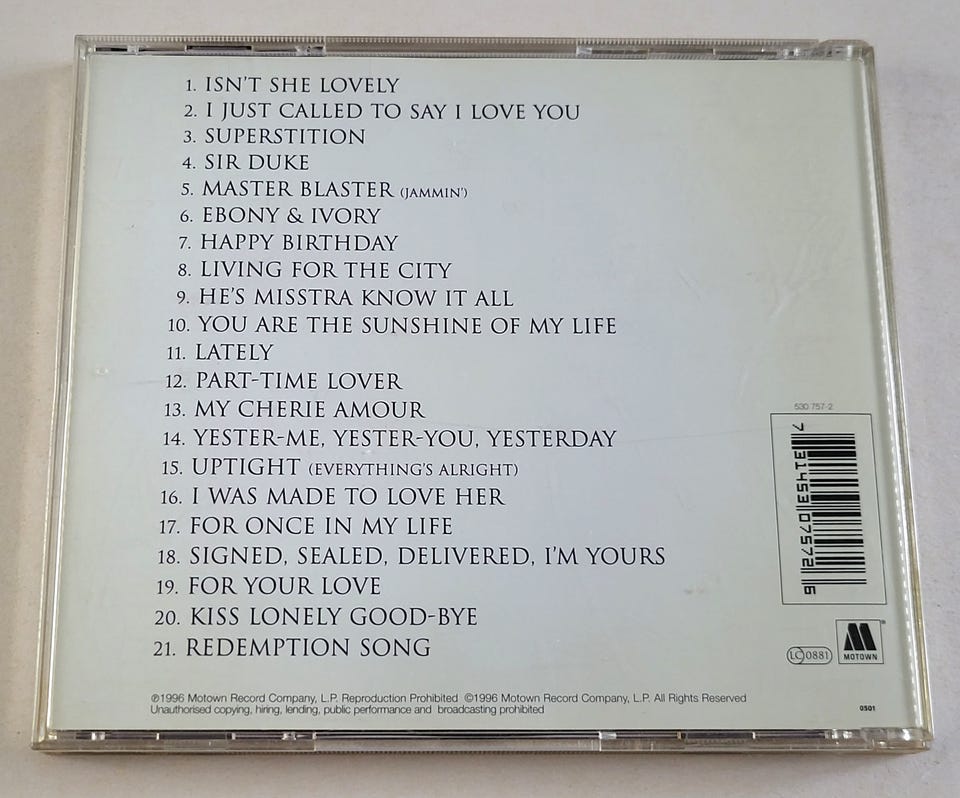 1. ISN'T SHE LOVELY
2. I JUST CALLED TO SAY I LOVE YOU
3. SUPERSTITION
4. SIR DUKE
5. MASTER BLASTER (JAMMIN')
6. EBONY & IVORY
7. HAPPY BIRTHDAY
8. LIVING FOR THE CITY
9. HE'S MISSTRA KNOW IT ALL
10. YOU ARE THE SUNSHINE OF MY LIFE
11. LATELY
12. PART-TIME LOVER
13. MY CHERIE AMOUR
14. YESTER-ME, YESTER-YOU, YESTERDAY
15. UPTIGHT (EVERYTHING'S ALRIGHT)
16. I WAS MADE TO LOVE HER
17. FOR ONCE IN MY LIFE
18. SIGNED, SEALED, DELIVERED, I'M YOURS
19. FOR YOUR LOVE
20. KISS LONELY GOOD-BYE
21. REDEMPTION SONG
530 757-2
7 31453 07572 6
LC 0881
M ®
MOTOWN
℗1996 Motown Record Company, L.P. Reproduction Prohibited ©1996 Motown Record Company, L.P. All Rights Reserved
Unauthorised copying, hiring, lending, public performance and broadcasting prohibited
0501